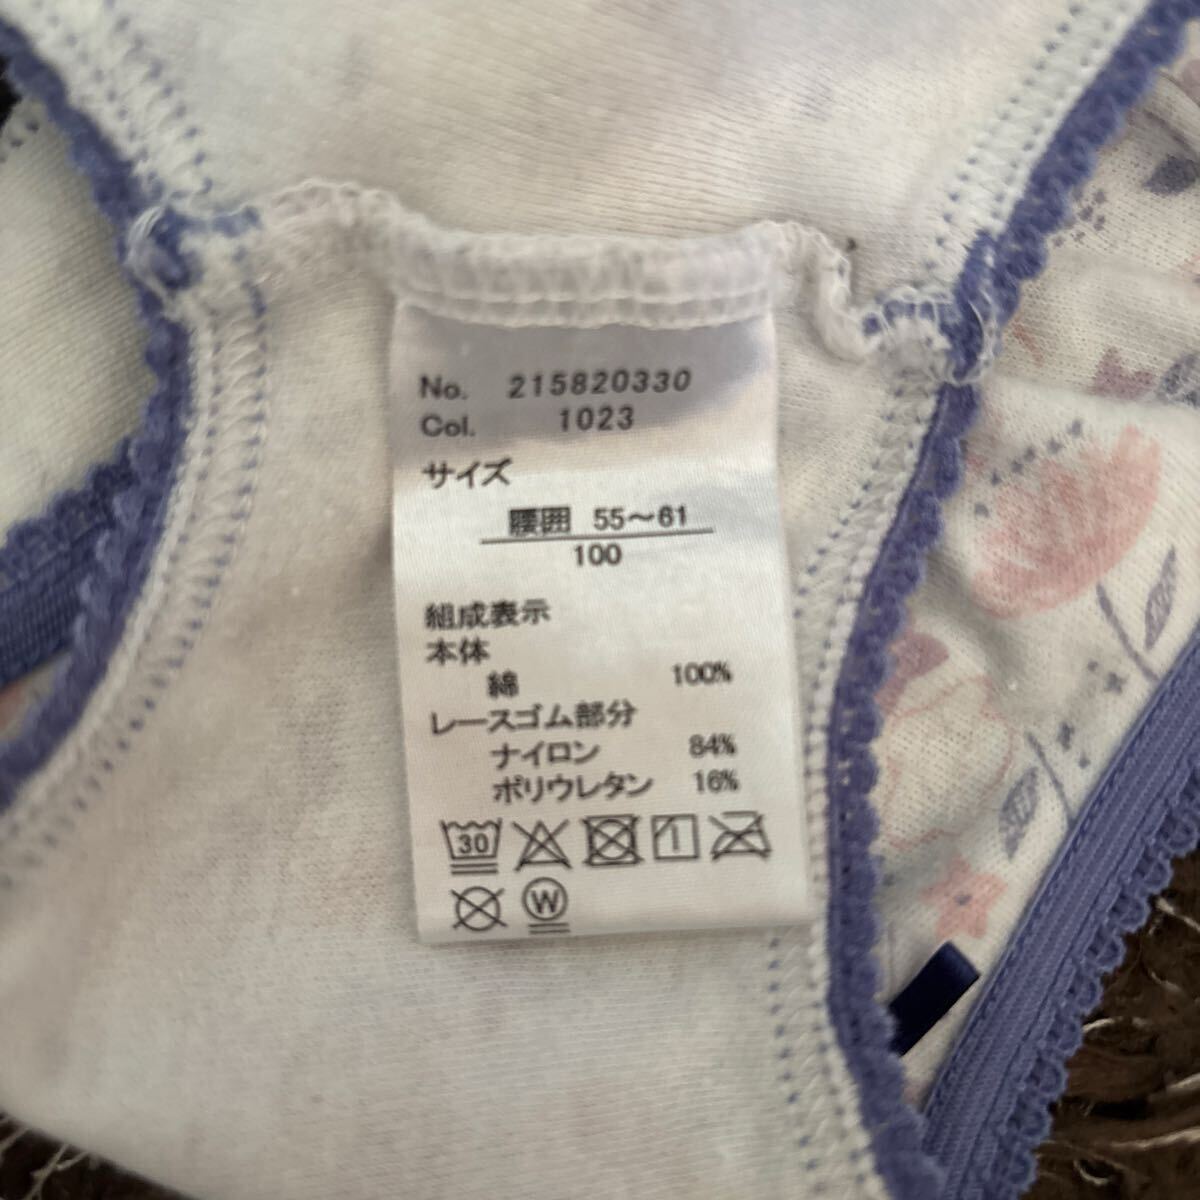 No. 215820330
Col. 1023
サイズ
腰囲 55～61
100
組成表示
本体
綿 100%
レースゴム部分
ナイロン 84%
ポリウレタン 16%
30
W